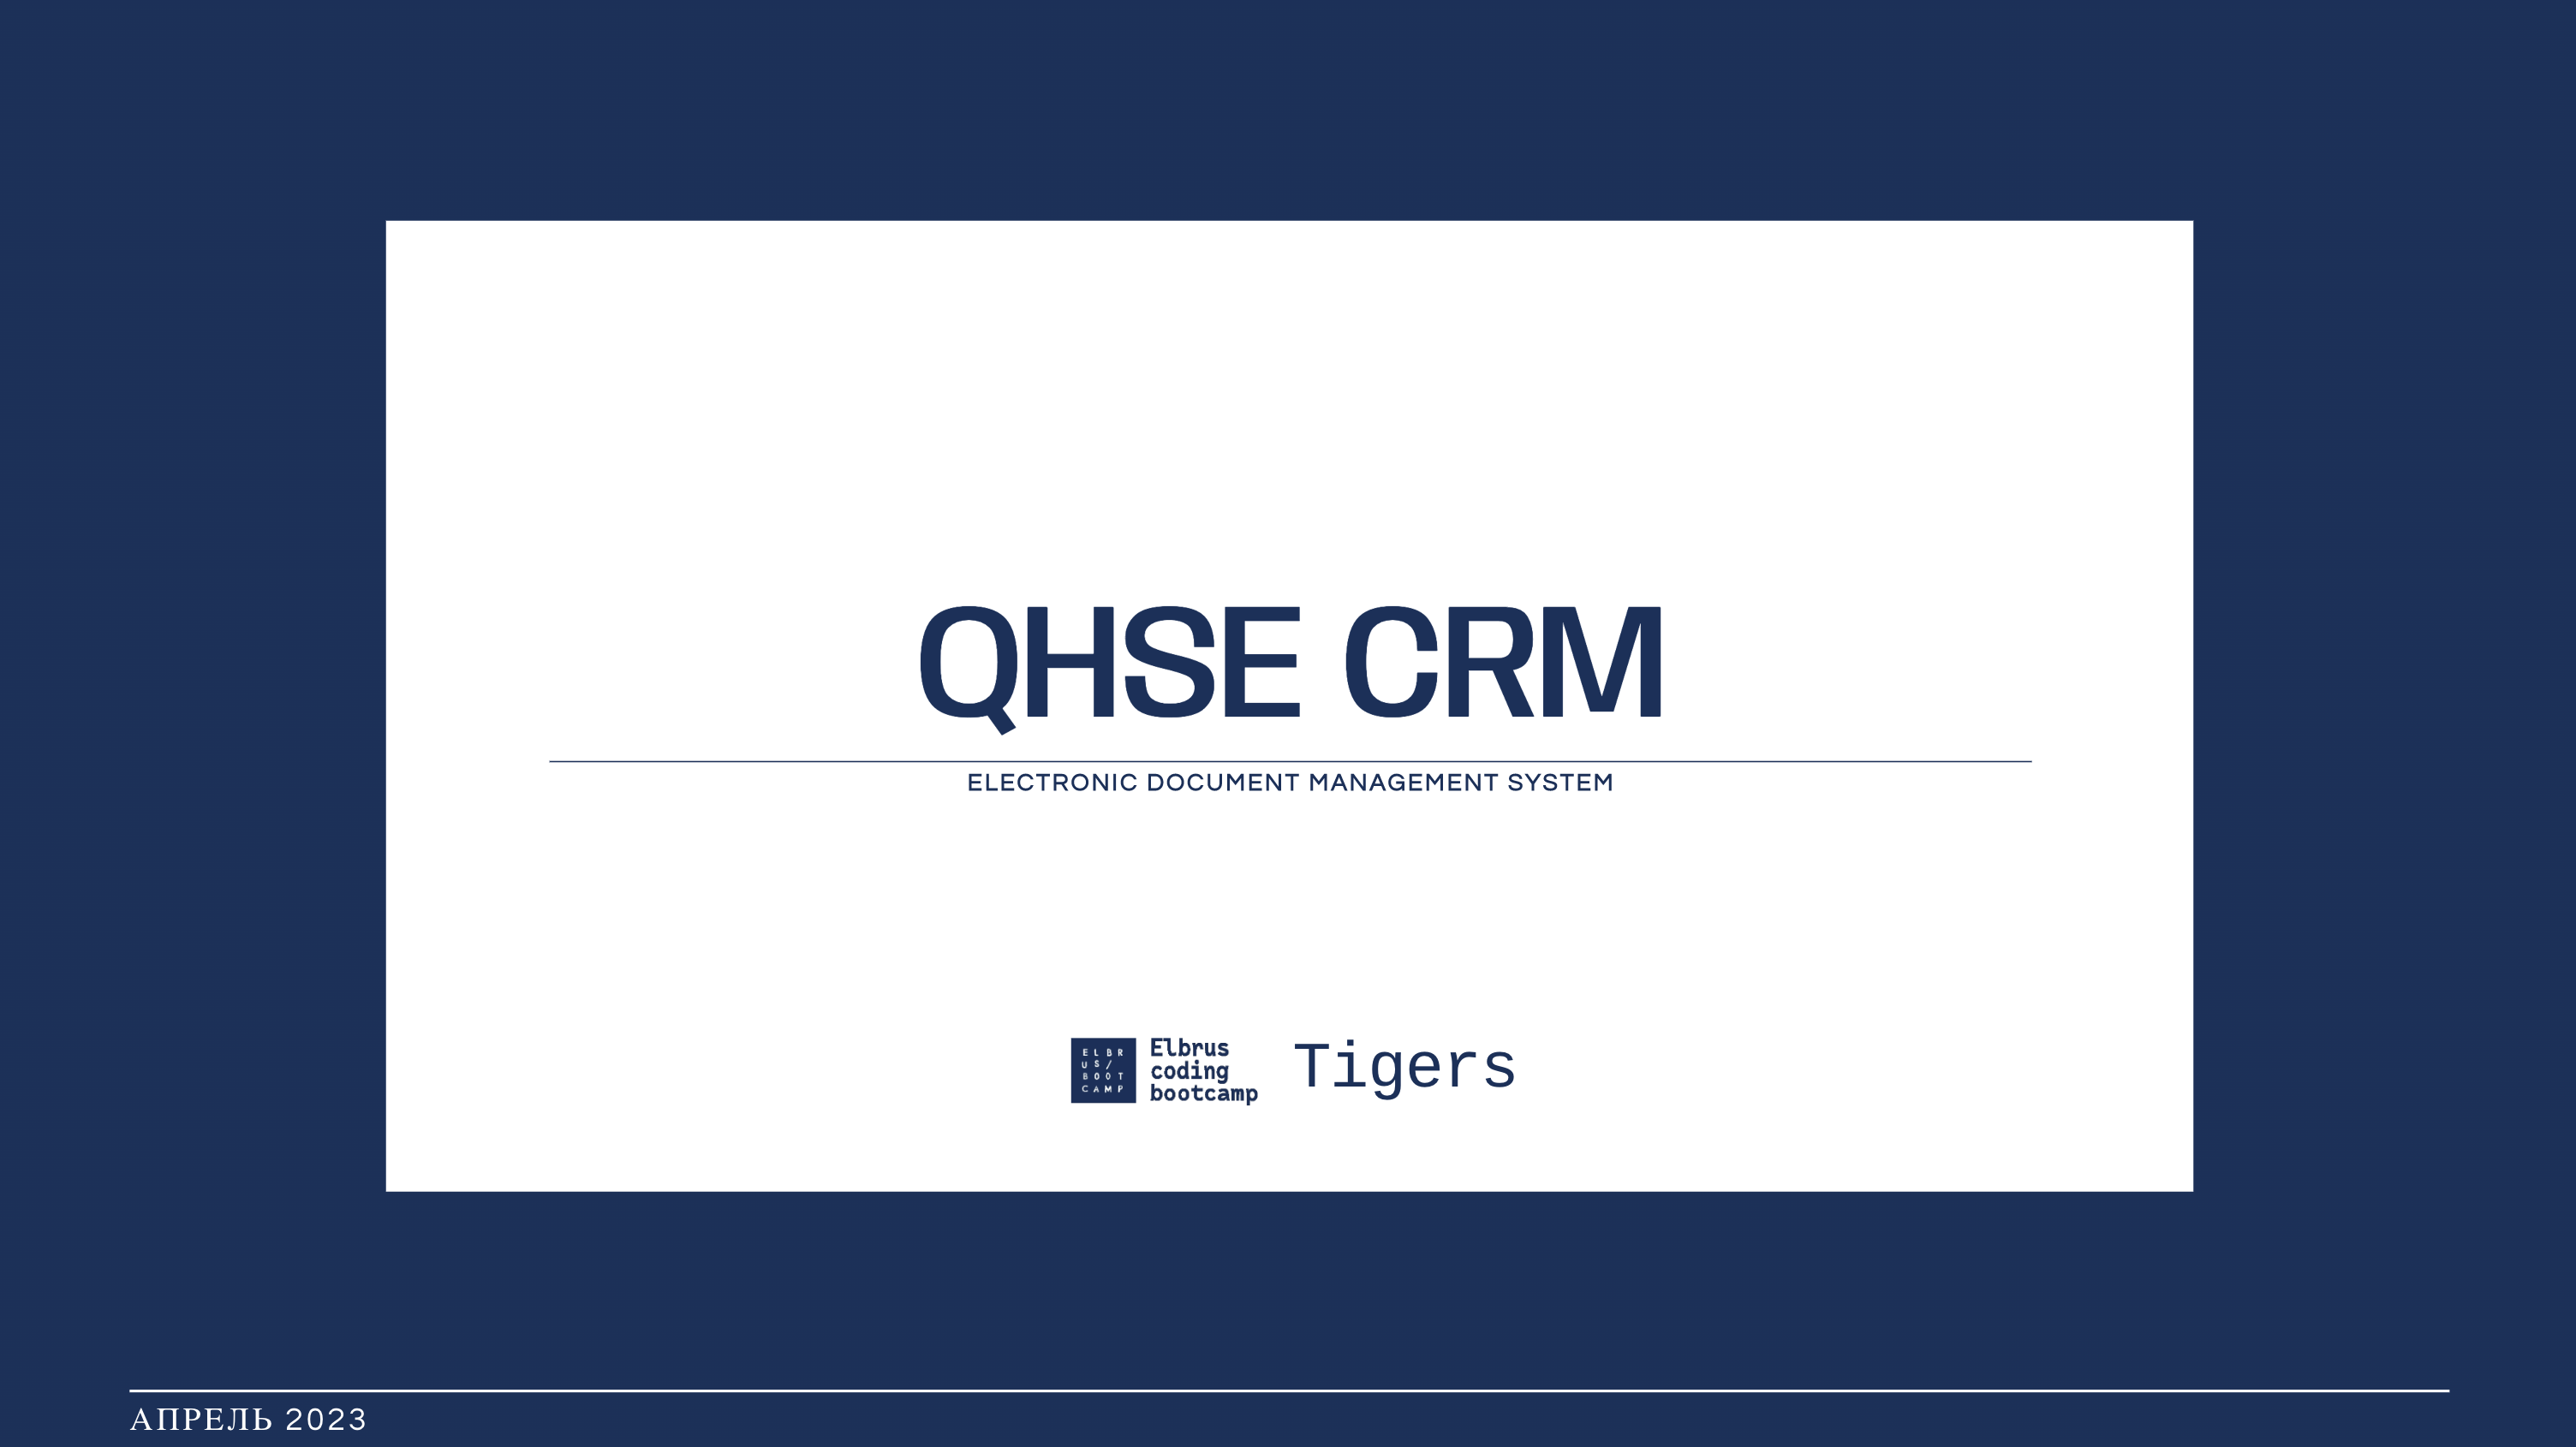 QHSE CRM
ELECTRONIC DOCUMENT MANAGEMENT SYSTEM
ELBR
US/
BOOT
CAMP
Elbrus
coding
bootcamp
Tigers
АПРЕЛЬ 2023